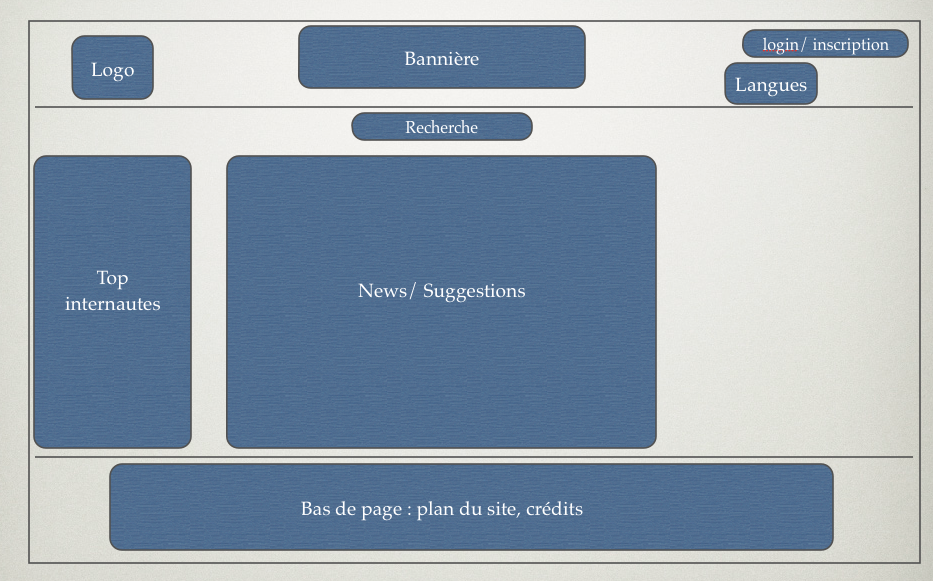 Logo
Bannière
login/ inscription
Langues
Recherche
Top
internautes
News/ Suggestions
Bas de page : plan du site, crédits